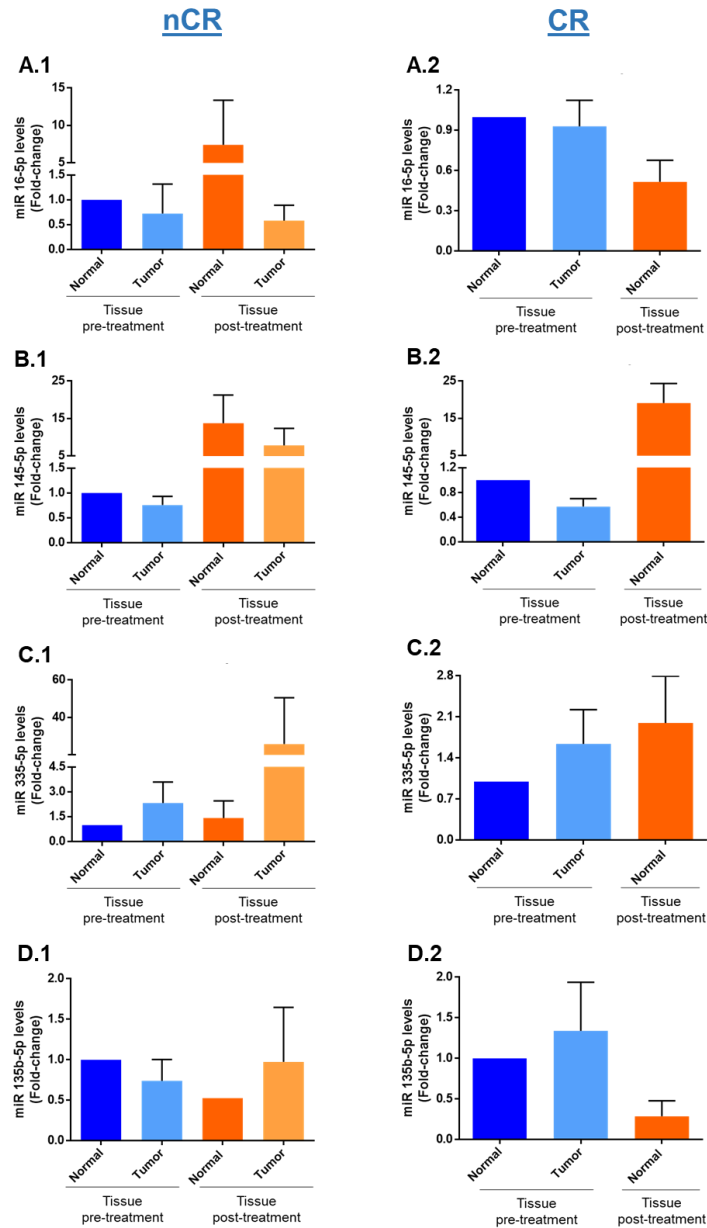 nCR
CR
A.1
miR 16-5p levels
(Fold-change)
15
10
5
1.5
1.0
0.5
0.0
Normal
Tumor
Normal
Tumor
Tissue
pre-treatment
Tissue
post-treatment
A.2
miR 16-5p levels
(Fold-change)
1.2
0.9
0.6
0.3
0.0
Normal
Tumor
Normal
Tissue
pre-treatment
Tissue
post-treatment
B.1
miR 145-5p levels
(Fold-change)
25
15
5
1.5
1.0
0.5
0.0
Normal
Tumor
Normal
Tumor
Tissue
pre-treatment
Tissue
post-treatment
B.2
miR 145-5p levels
(Fold-change)
25
15
5
1.2
0.8
0.4
0.0
Normal
Tumor
Normal
Tissue
pre-treatment
Tissue
post-treatment
C.1
miR 335-5p levels
(Fold-change)
60
40
4.5
3.0
1.5
0.0
Normal
Tumor
Normal
Tumor
Tissue
pre-treatment
Tissue
post-treatment
C.2
miR 335-5p levels
(Fold-change)
2.8
2.1
1.4
0.7
0.0
Normal
Tumor
Normal
Tissue
pre-treatment
Tissue
post-treatment
D.1
miR 135b-5p levels
(Fold-change)
2.0
1.5
1.0
0.5
0.0
Normal
Tumor
Normal
Tumor
Tissue
pre-treatment
Tissue
post-treatment
D.2
miR 135b-5p levels
(Fold-change)
2.0
1.5
1.0
0.5
0.0
Normal
Tumor
Normal
Tissue
pre-treatment
Tissue
post-treatment